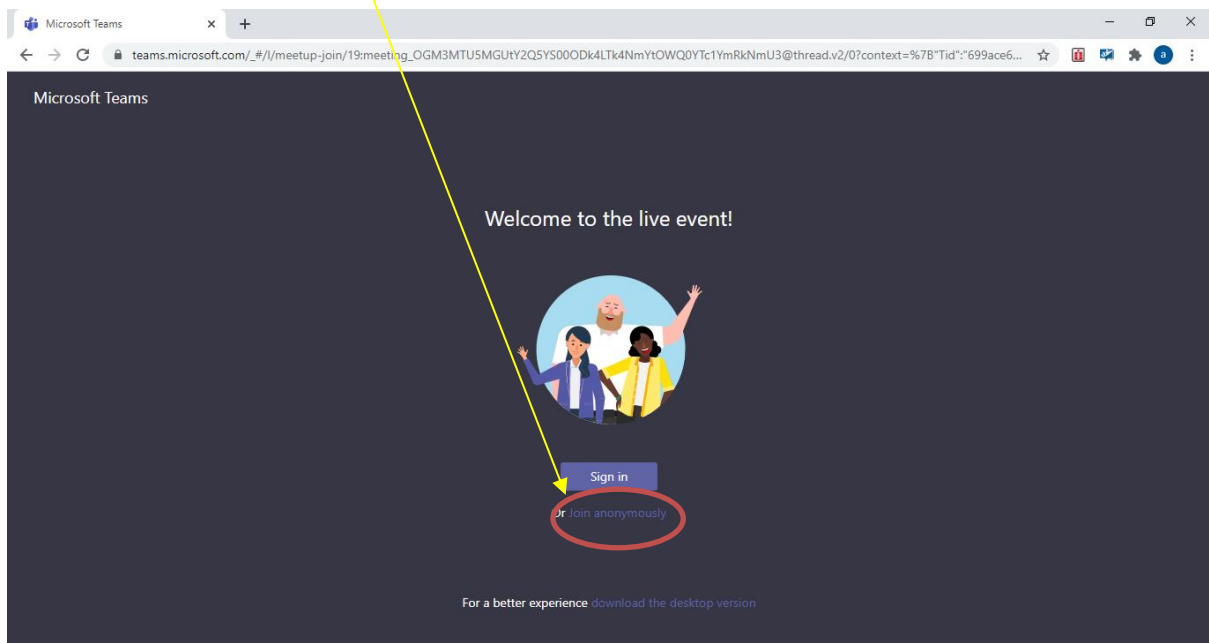 Microsoft Teams
teams.microsoft.com/_#/l/meetup-join/19:meeting_OGM3MTU5MGUtY2Q5YS00ODk4LTk4NmYtOWQ0YTc1YmRkNmU3@thread.v2/0?context=%7B"Tid":"699ace6...
a
Microsoft Teams
Welcome to the live event!
Sign in
Or Join anonymously
For a better experience download the desktop version